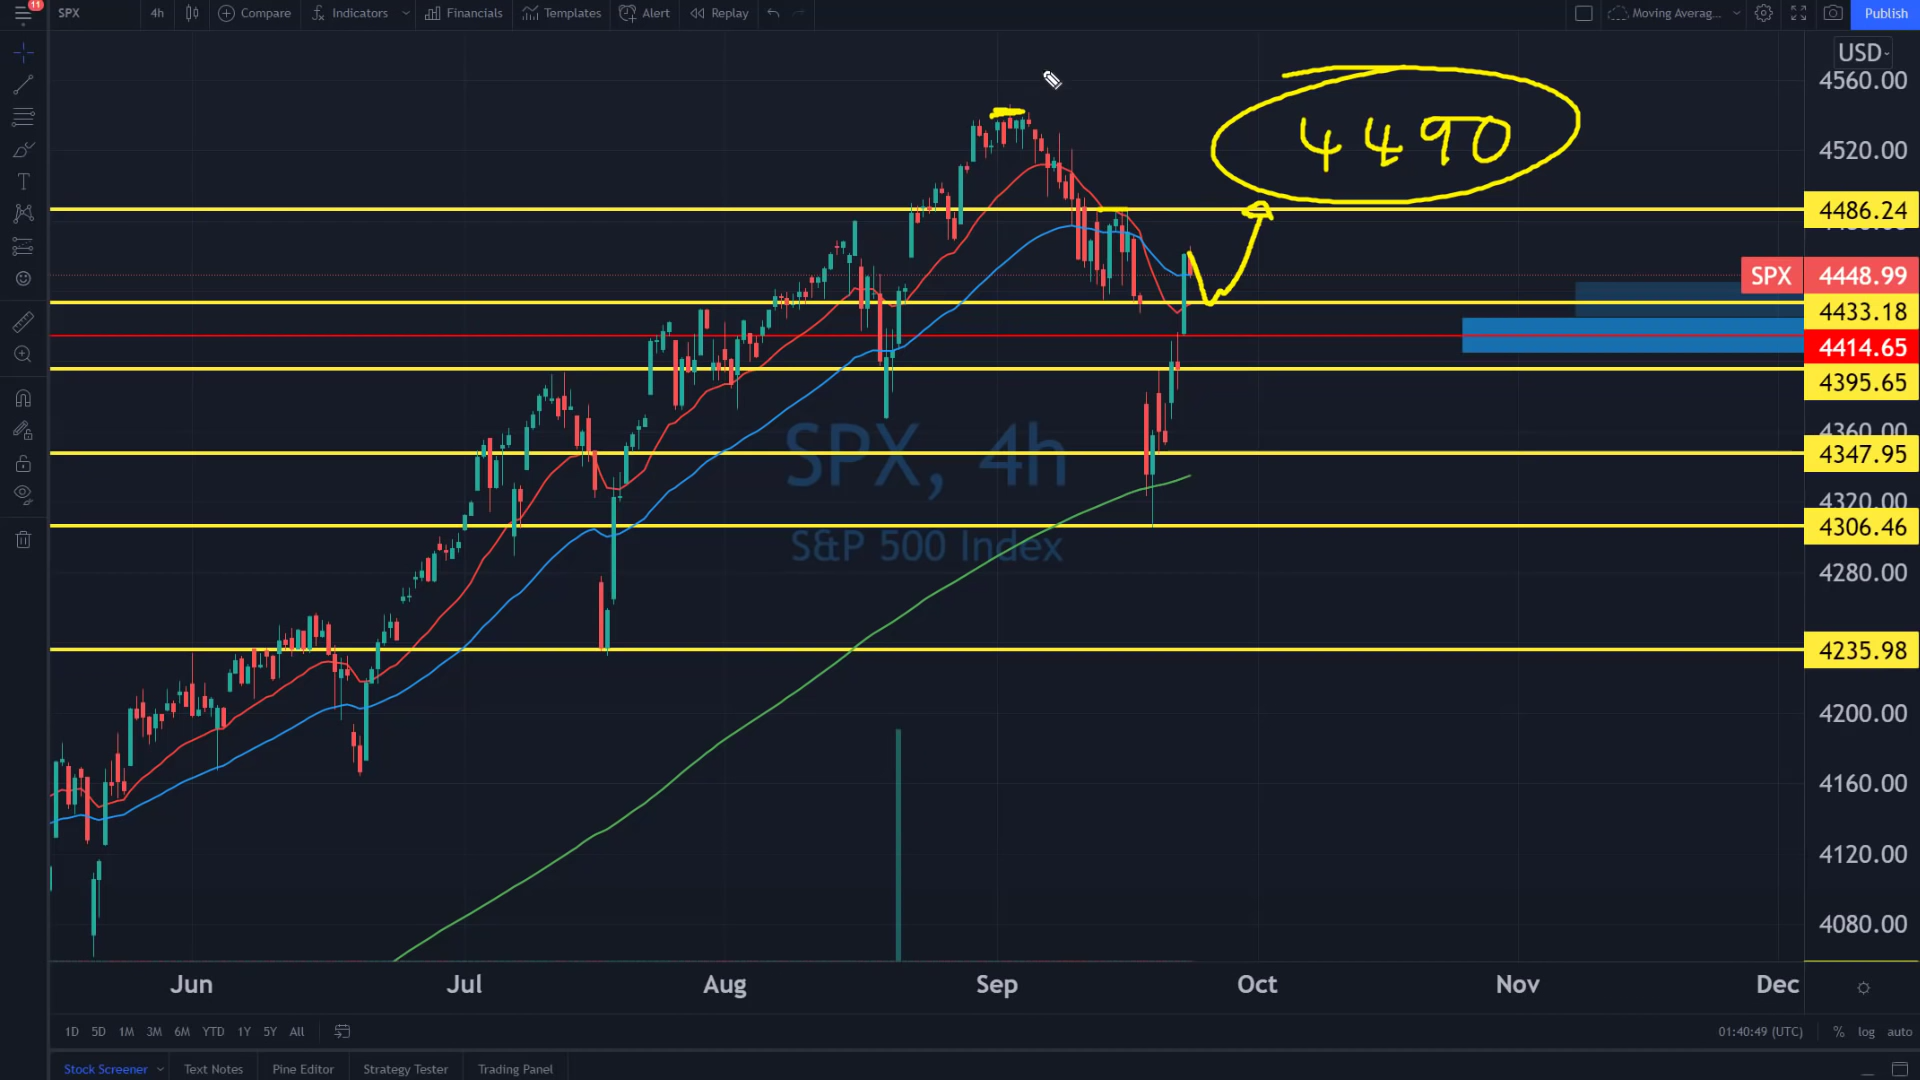 11
SPX 4h Compare Indicators Financials Templates Alert Replay Moving Averag... Publish
USD
4560.00
4490
4520.00
4486.24
SPX 4448.99
4433.18
4414.65
4395.65
4360.00
SPX, 4h
4347.95
4320.00
4306.46
S&P 500 Index
4280.00
4235.98
4200.00
4160.00
4120.00
4080.00
Jun Jul Aug Sep Oct Nov Dec
1D 5D 1M 3M 6M YTD 1Y 5Y All 01:40:49 (UTC) % log auto
Stock Screener Text Notes Pine Editor Strategy Tester Trading Panel